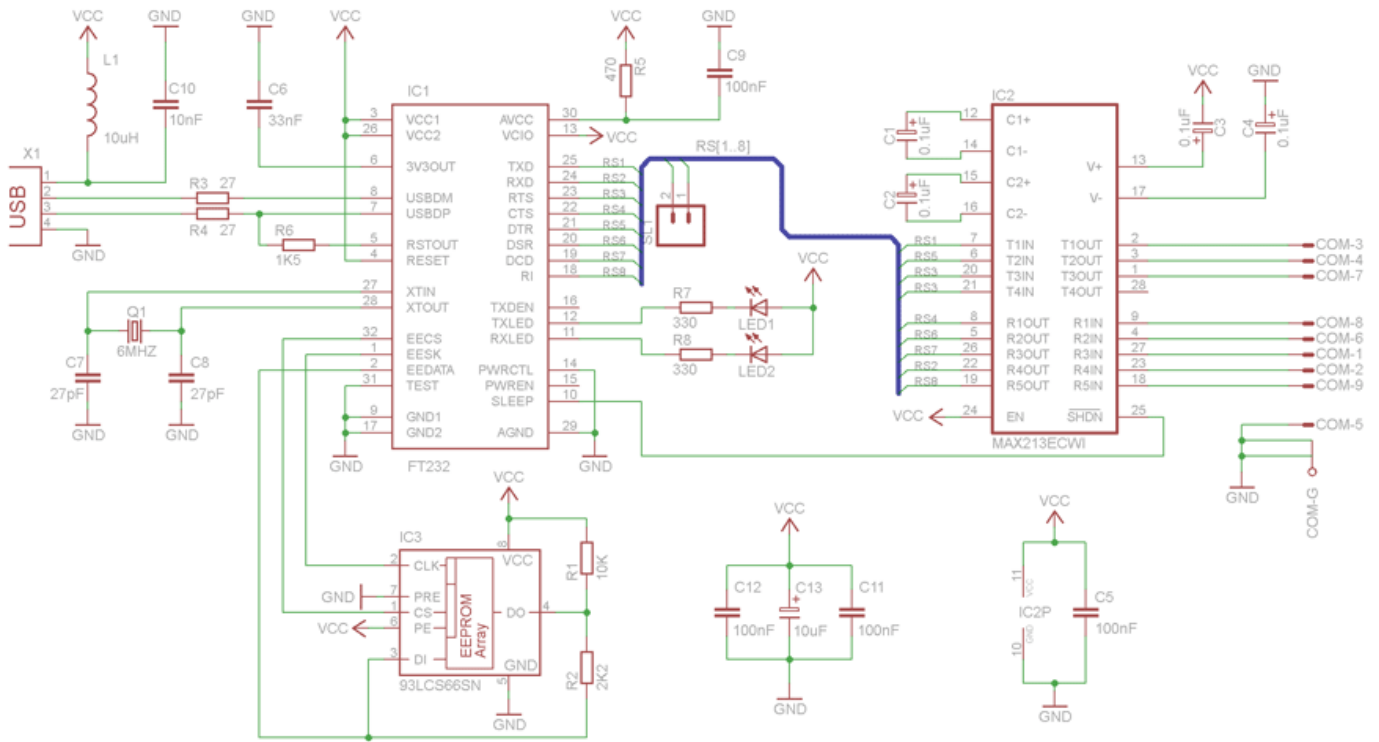 VCC
GND
GND
VCC
VCC
GND
L1
10uH
C10
10nF
C6
33nF
470
R5
C9
100nF
X1
USB
1
2
3
4
GND
R3 27
R4 27
R6
1K5
IC1
3 VCC1
26 VCC2
6 3V3OUT
8 USBDM
7 USBDP
5 RSTOUT
4 RESET
27 XTIN
28 XTOUT
32 EECS
1 EESK
2 EEDATA
31 TEST
9 GND1
17 GND2
AVCC 30
VCIO 13
VCC
TXD 25 RS1
RXD 24 RS2
RTS 23 RS3
CTS 22 RS4
DTR 21 RS5
DSR 20 RS6
DCD 19 RS7
RI 18 RS8
TXDEN 16
TXLED 12
RXLED 11
PWRCTL 14
PWREN 15
SLEEP 10
AGND 29
FT232
GND
GND
Q1
6MHZ
C7
27pF
C8
27pF
GND
GND
RS[1..8]
2
1
SL1
VCC
R7
330
LED1
R8
330
LED2
IC2
C1
0.1uF
C2
0.1uF
VCC
GND
0.1uF
C3
C4
0.1uF
12 C1+
14 C1-
15 C2+
16 C2-
RS1 7 T1IN
RS5 6 T2IN
RS3 20 T3IN
RS3 21 T4IN
RS4 8 R1OUT
RS6 5 R2OUT
RS7 26 R3OUT
RS2 22 R4OUT
RS8 19 R5OUT
VCC 24 EN
V+ 13
V- 17
T1OUT 2 COM-3
T2OUT 3 COM-4
T3OUT 1 COM-7
T4OUT 28
R1IN 9 COM-8
R2IN 4 COM-6
R3IN 27 COM-1
R4IN 23 COM-2
R5IN 18 COM-9
SHDN 25
MAX213ECWI
COM-5
GND
COM-G
VCC
IC3
8
VCC
2 CLK
GND 7 PRE
1 CS
VCC 6 PE
3 DI
EEPROM
Array
DO 4
GND
5
93LCS66SN
GND
R1
10K
R2
2K2
VCC
C12
100nF
C13
10uF
C11
100nF
GND
VCC
11
VCC
IC2P
GND
10
C5
100nF
GND